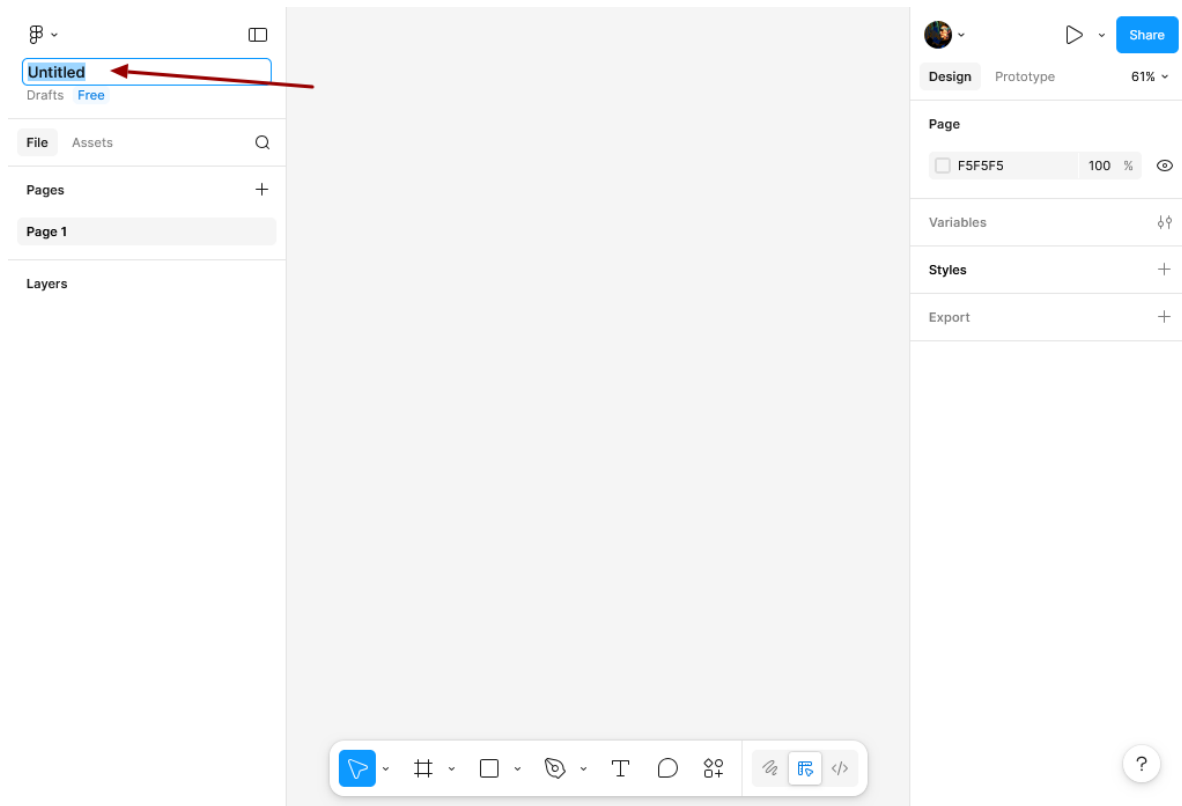 Untitled
Drafts Free
File Assets
Pages
Page 1
Layers
Share
Design Prototype 61%
Page
F5F5F5 100 %
Variables
Styles
Export
T
</>
?